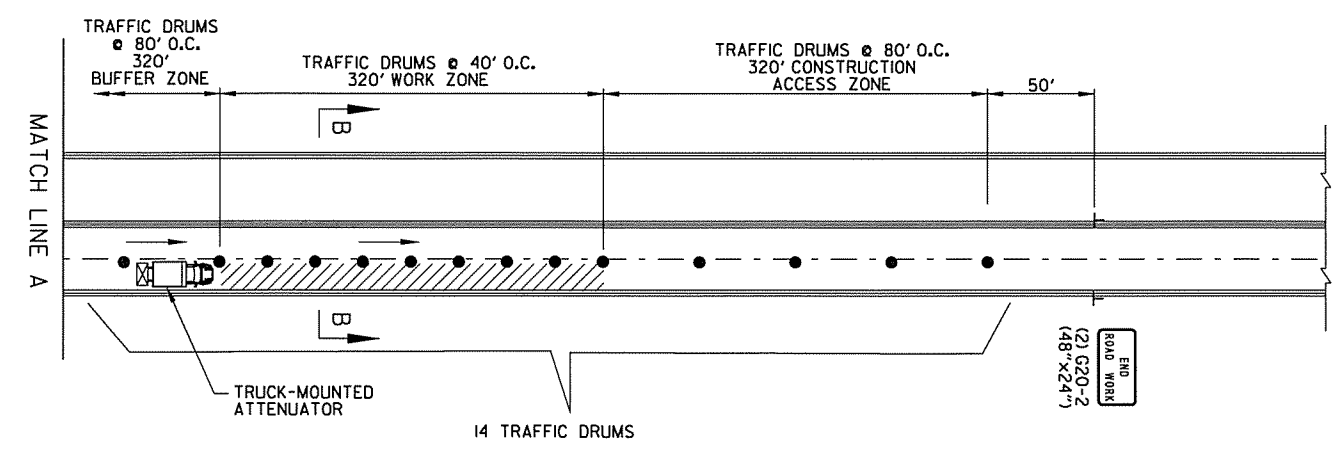 TRAFFIC DRUMS
@ 80' O.C.
320'
BUFFER ZONE
TRAFFIC DRUMS @ 40' O.C.
320' WORK ZONE
TRAFFIC DRUMS @ 80' O.C.
320' CONSTRUCTION
ACCESS ZONE
50'
B
MATCH LINE A
B
END
ROAD WORK
(2) G20-2
(48"x24")
TRUCK-MOUNTED
ATTENUATOR
14 TRAFFIC DRUMS